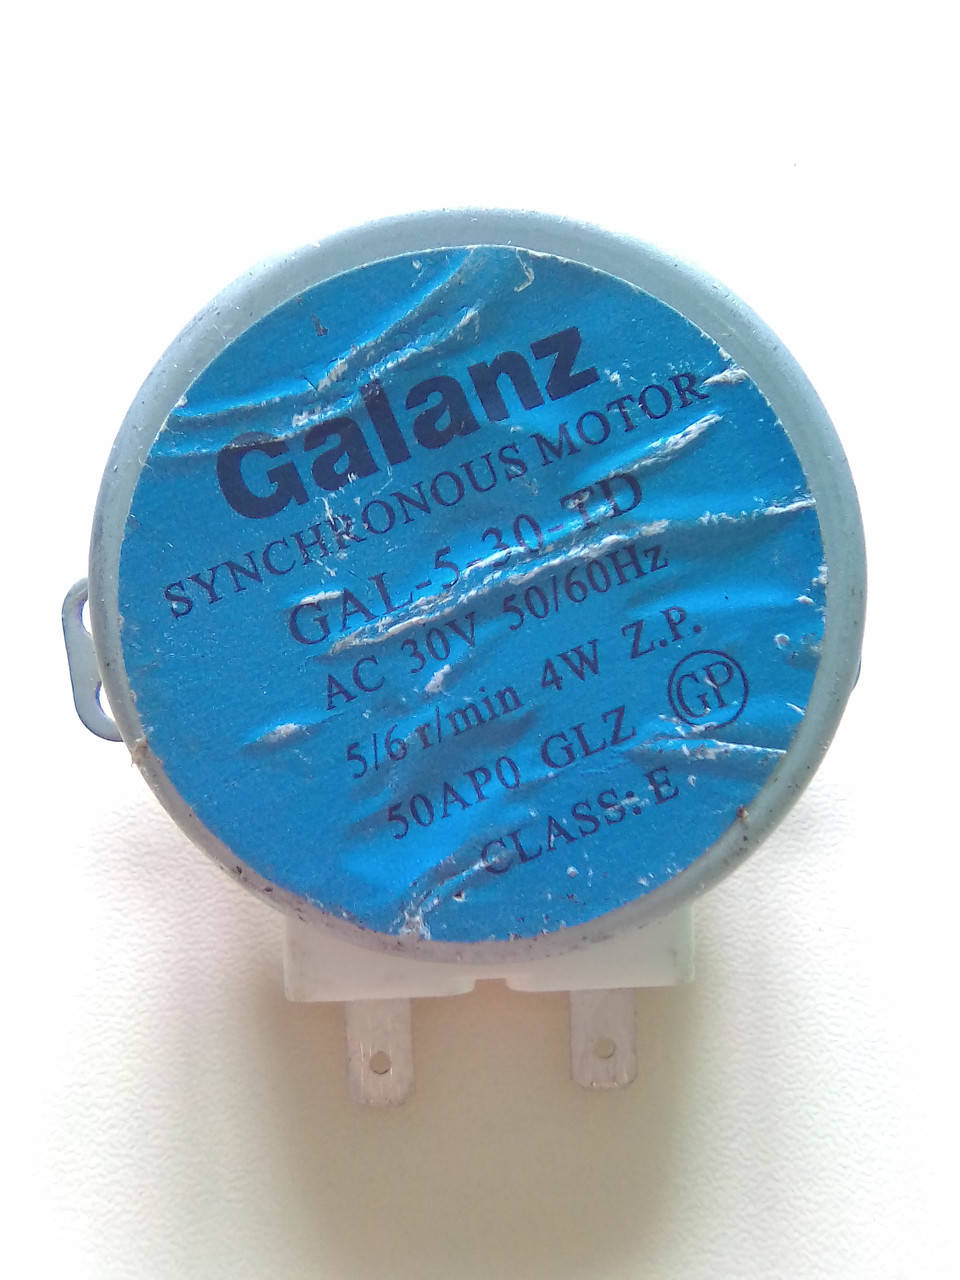 Galanz
SYNCHRONOUS MOTOR
GAL-5-30-TD
AC 30V 50/60Hz
5/6 r/min 4W Z.P.
50AP0 GLZ GP
CLASS: E